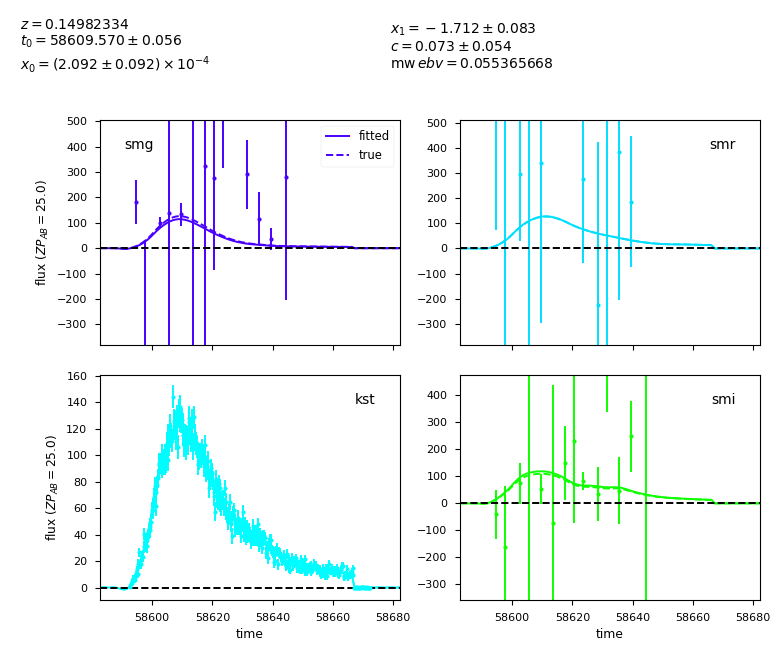 z = 0.14982334
t0 = 58609.570 ± 0.056
x0 = (2.092 ± 0.092) × 10⁻⁴
x1 = −1.712 ± 0.083
c = 0.073 ± 0.054
mw ebv = 0.055365668
smg
fitted
true
500
400
300
200
100
0
−100
−200
−300
flux (ZP_AB = 25.0)
smr
500
400
300
200
100
0
−100
−200
−300
kst
160
140
120
100
80
60
40
20
0
flux (ZP_AB = 25.0)
58600 58620 58640 58660 58680
time
smi
400
300
200
100
0
−100
−200
−300
58600 58620 58640 58660 58680
time